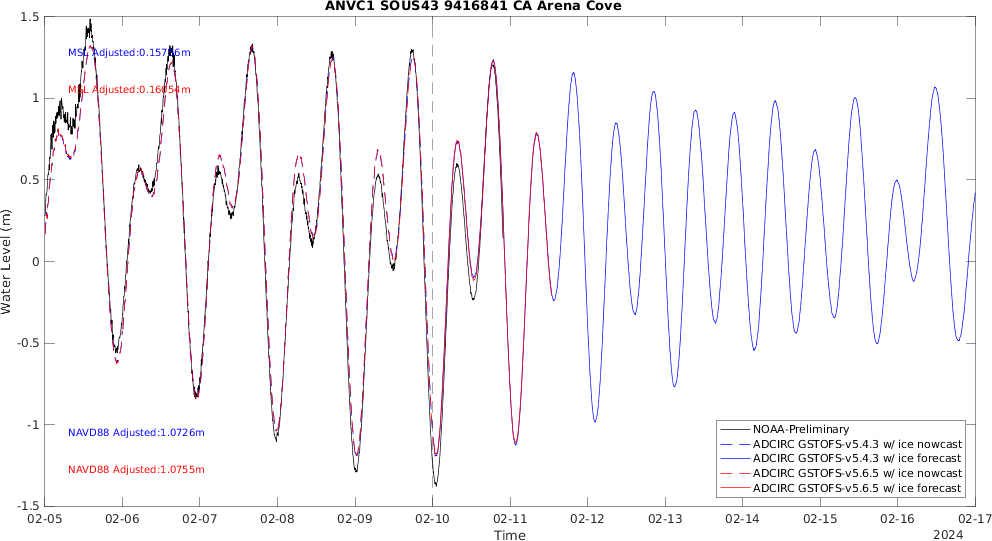 ANVC1 SOUS43 9416841 CA Arena Cove
1.5
1
0.5
0
-0.5
-1
-1.5
Water Level (m)
MSL Adjusted:0.15766m
MSL Adjusted:0.16054m
NAVD88 Adjusted:1.0726m
NAVD88 Adjusted:1.0755m
NOAA-Preliminary
ADCIRC GSTOFS-v5.4.3 w/ ice nowcast
ADCIRC GSTOFS-v5.4.3 w/ ice forecast
ADCIRC GSTOFS-v5.6.5 w/ ice nowcast
ADCIRC GSTOFS-v5.6.5 w/ ice forecast
02-05 02-06 02-07 02-08 02-09 02-10 02-11 02-12 02-13 02-14 02-15 02-16 02-17
Time
2024